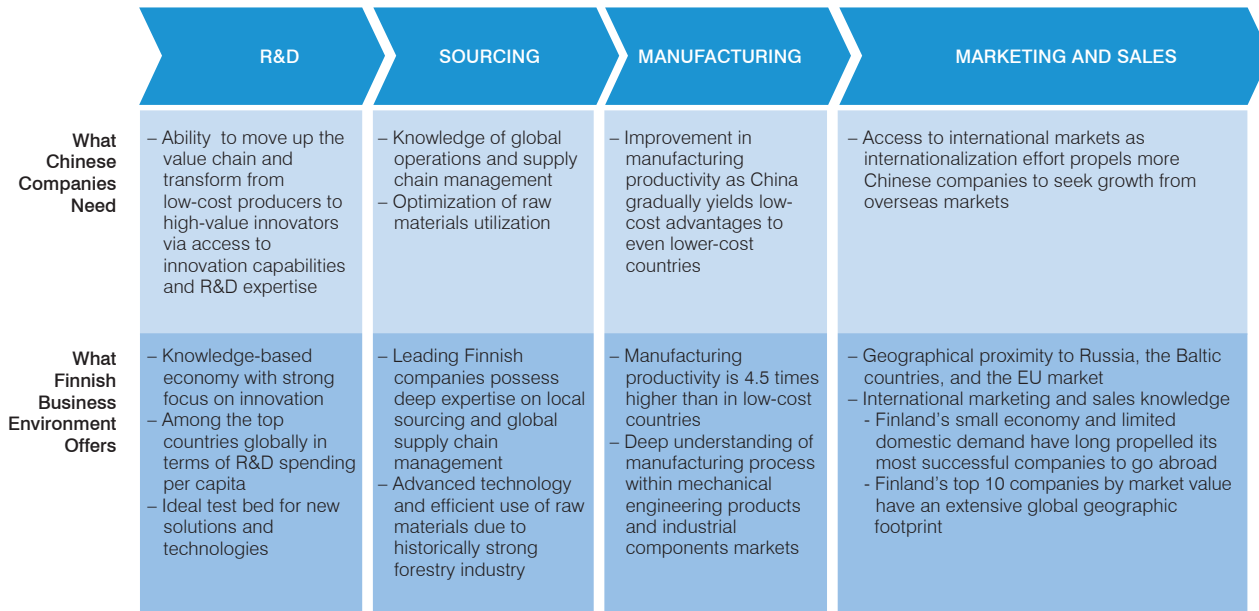 R&D
SOURCING
MANUFACTURING
MARKETING AND SALES
What
Chinese
Companies
Need
– Ability to move up the
value chain and
transform from
low-cost producers to
high-value innovators
via access to
innovation capabilities
and R&D expertise
– Knowledge of global
operations and supply
chain management
– Optimization of raw
materials utilization
– Improvement in
manufacturing
productivity as China
gradually yields low-
cost advantages to
even lower-cost
countries
– Access to international markets as
internationalization effort propels more
Chinese companies to seek growth from
overseas markets
What
Finnish
Business
Environment
Offers
– Knowledge-based
economy with strong
focus on innovation
– Among the top
countries globally in
terms of R&D spending
per capita
– Ideal test bed for new
solutions and
technologies
– Leading Finnish
companies possess
deep expertise on local
sourcing and global
supply chain
management
– Advanced technology
and efficient use of raw
materials due to
historically strong
forestry industry
– Manufacturing
productivity is 4.5 times
higher than in low-cost
countries
– Deep understanding of
manufacturing process
within mechanical
engineering products
and industrial
components markets
– Geographical proximity to Russia, the Baltic
countries, and the EU market
– International marketing and sales knowledge
- Finland's small economy and limited
domestic demand have long propelled its
most successful companies to go abroad
- Finland's top 10 companies by market value
have an extensive global geographic
footprint